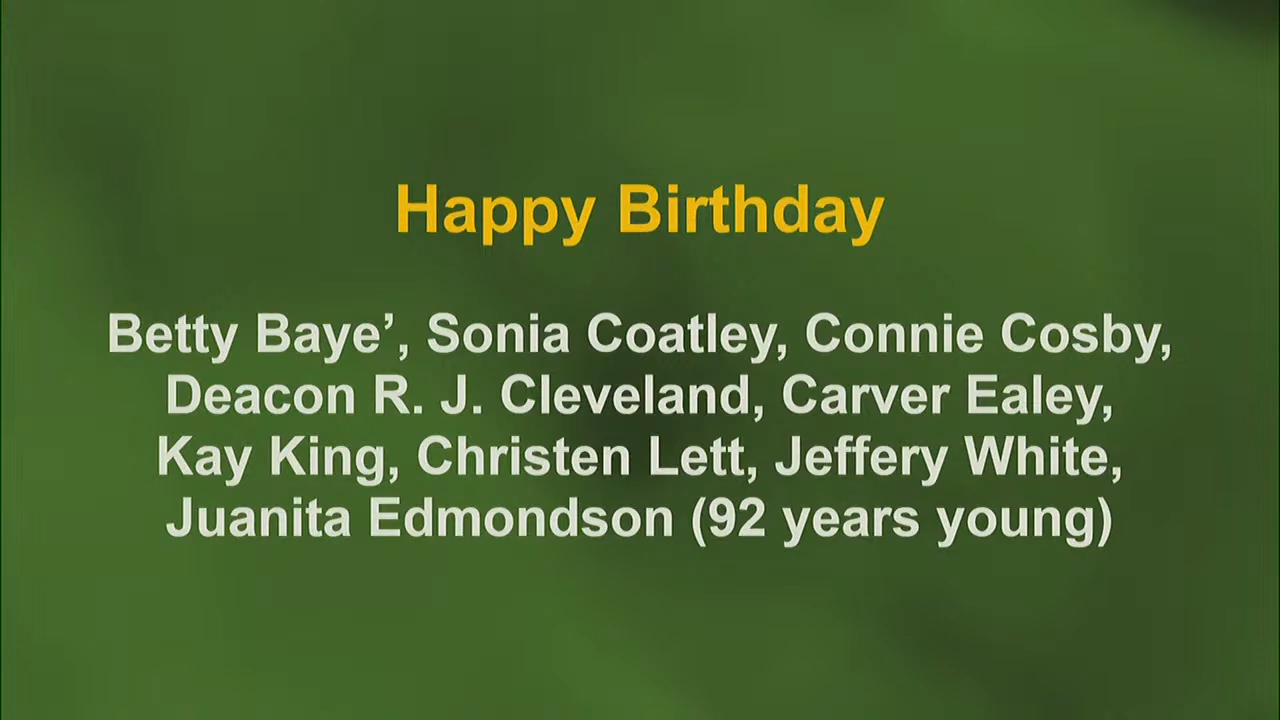 Happy Birthday
Betty Baye’, Sonia Coatley, Connie Cosby,
Deacon R. J. Cleveland, Carver Ealey,
Kay King, Christen Lett, Jeffery White,
Juanita Edmondson (92 years young)